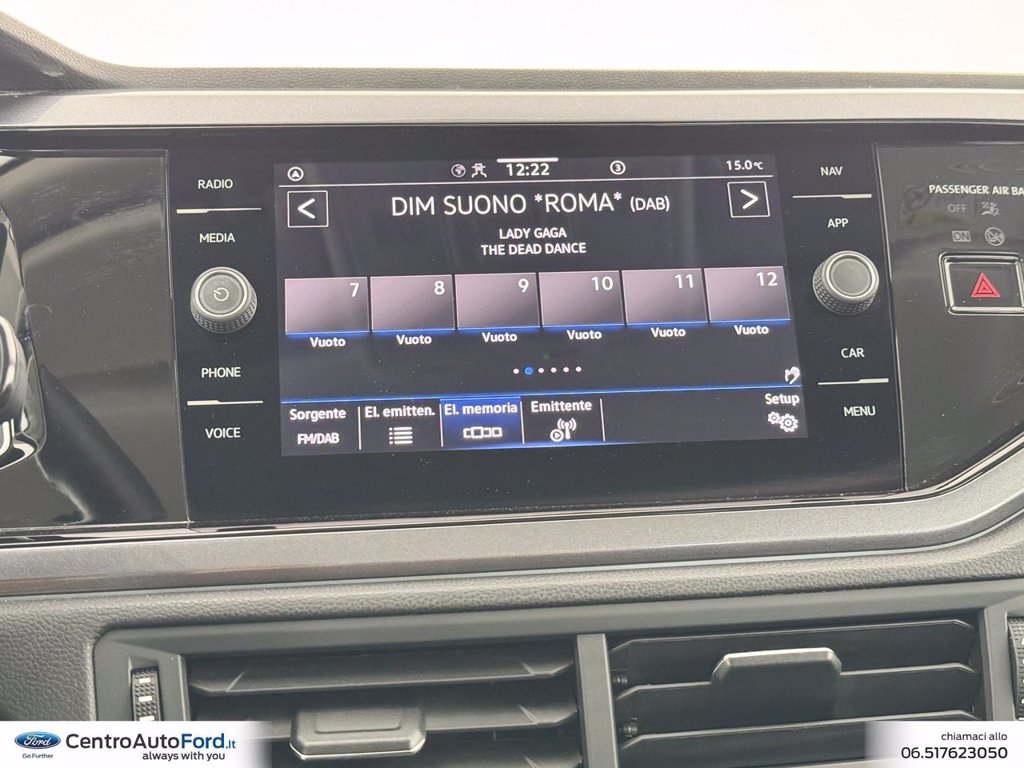 12:22
3
15.0°C
<
DIM SUONO *ROMA* (DAB)
>
LADY GAGA
THE DEAD DANCE
7 8 9 10 11 12
Vuoto Vuoto Vuoto Vuoto Vuoto Vuoto
Sorgente El. emitten. El. memoria Emittente Setup
FM/DAB
RADIO
MEDIA
PHONE
VOICE
NAV
APP
CAR
MENU
PASSENGER AIR BA
OFF
ON
Ford
Go Further
CentroAutoFord.it
always with you
chiamaci allo
06.517623050